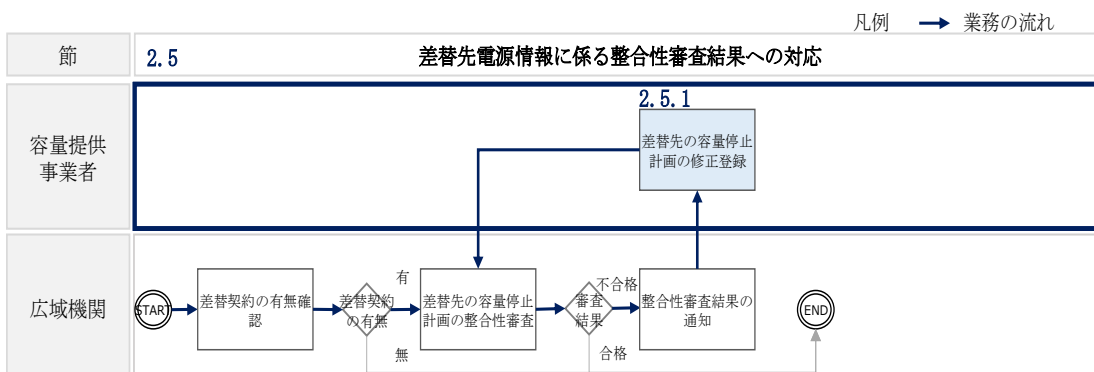 凡例 業務の流れ
節 2.5 差替先電源情報に係る整合性審査結果への対応
容量提供
事業者
2.5.1
差替先の容量停止
計画の修正登録
広域機関
START
差替契約の有無確
認
差替契約
の有無
有
無
差替先の容量停止
計画の整合性審査
審査
結果
不合格
合格
整合性審査結果の
通知
END